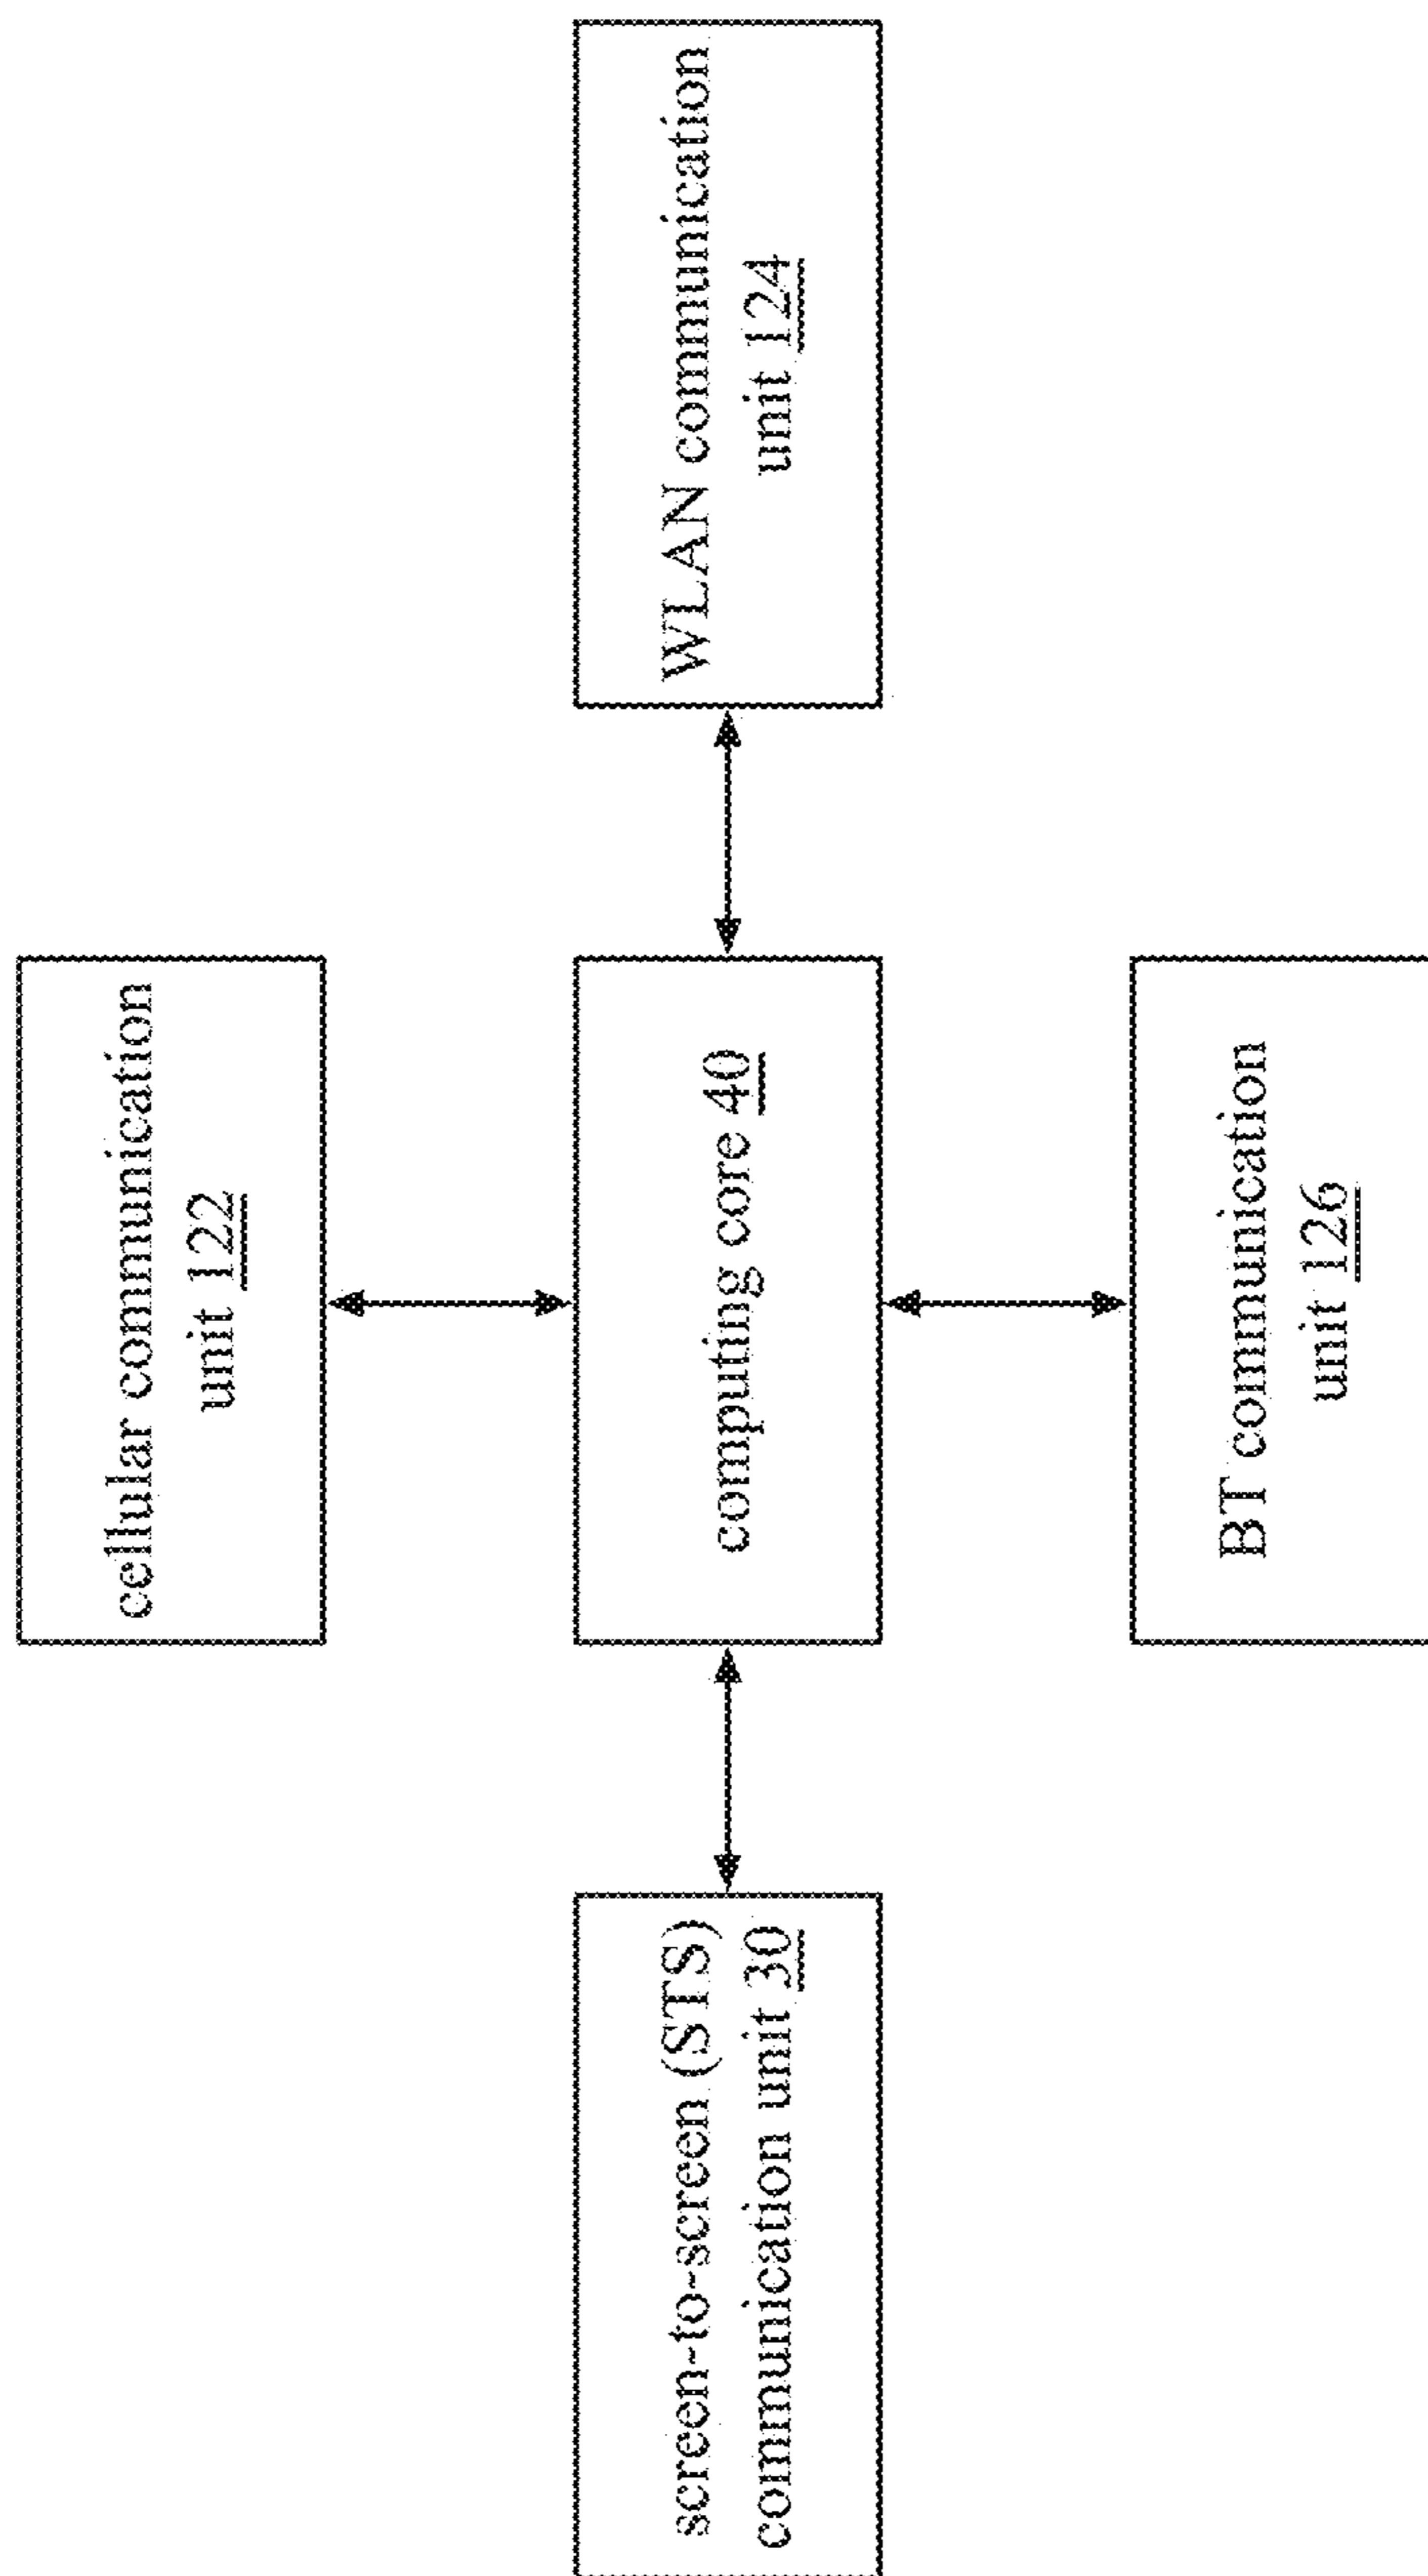 cellular communication
unit 122
screen-to-screen (STS)
communication unit 30
computing core 40
WLAN communication
unit 124
BT communication
unit 126